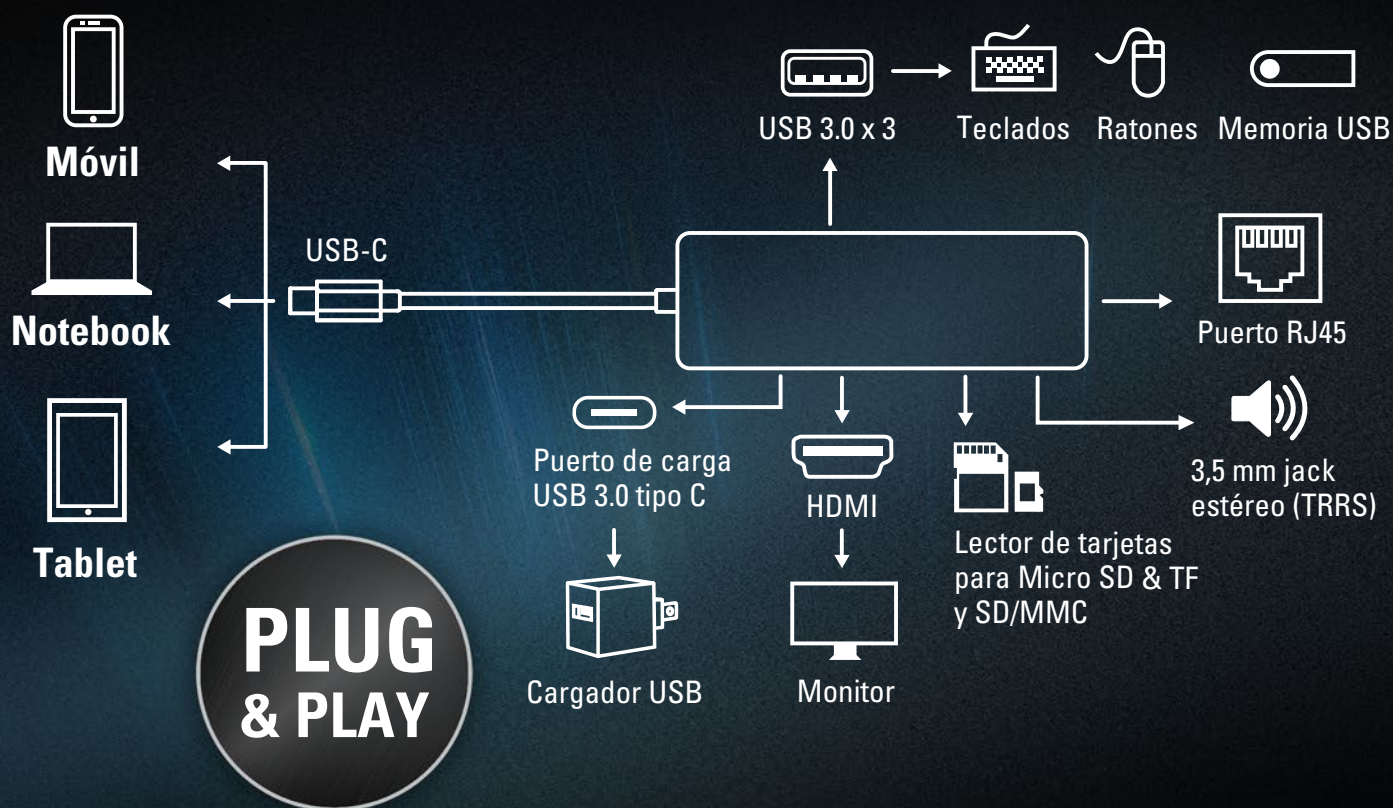 Móvil
Notebook
Tablet
USB-C
USB 3.0 x 3
Teclados
Ratones
Memoria USB
Puerto RJ45
3,5 mm jack
estéreo (TRRS)
Puerto de carga
USB 3.0 tipo C
Cargador USB
HDMI
Monitor
Lector de tarjetas
para Micro SD & TF
y SD/MMC
PLUG
& PLAY